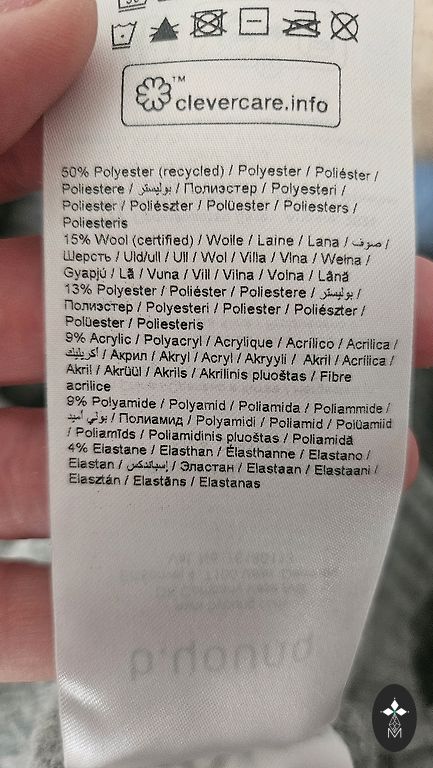 TM
clevercare.info
50% Polyester (recycled) / Polyester / Poliéster /
Poliestere / بوليستر / Полиэстер / Polyesteri /
Poliester / Poliészter / Polüester / Poliesters /
Poliesteris
15% Wool (certified) / Wolle / Laine / Lana / صوف /
Шерсть / Uld/ull / Ull / Wol / Villa / Vlna / Wełna /
Gyapjú / Lã / Vuna / Vill / Vilna / Volna / Lână
13% Polyester / Poliéster / Poliestere / بوليستر /
Полиэстер / Polyesteri / Poliester / Poliészter /
Polüester / Poliesteris
9% Acrylic / Polyacryl / Acrylique / Acrílico / Acrilica /
أكريليك / Акрил / Akryl / Acryl / Akryyli / Akril / Acrílica /
Akril / Akrüül / Akrils / Akrilinis pluoštas / Fibre
acrilice
9% Polyamide / Polyamid / Poliamida / Poliammide /
بولي أميد / Полиамид / Polyamidi / Poliamid / Polüamiid
/ Poliamīds / Poliamidinis pluoštas / Poliamidă
4% Elastane / Elasthan / Élasthanne / Elastano /
Elastan / إسباندكس / Эластан / Elastaan / Elastaani /
Elasztán / Elastāns / Elastanas
M